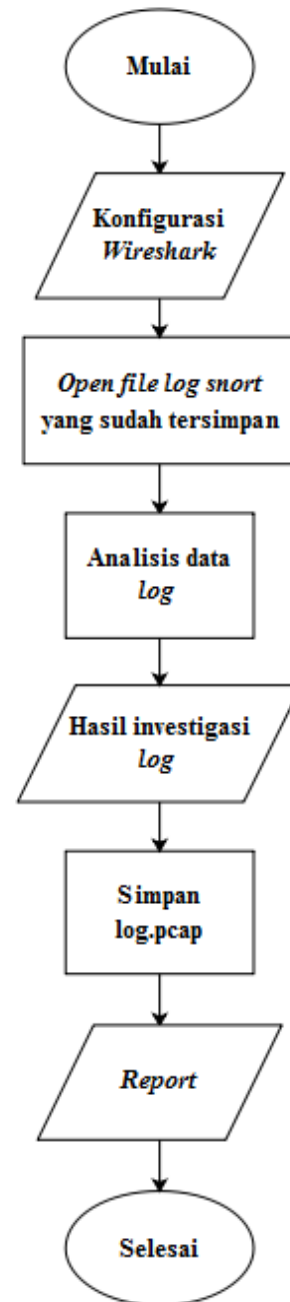 Mulai
Konfigurasi
Wireshark
Open file log snort
yang sudah tersimpan
Analisis data
log
Hasil investigasi
log
Simpan
log.pcap
Report
Selesai